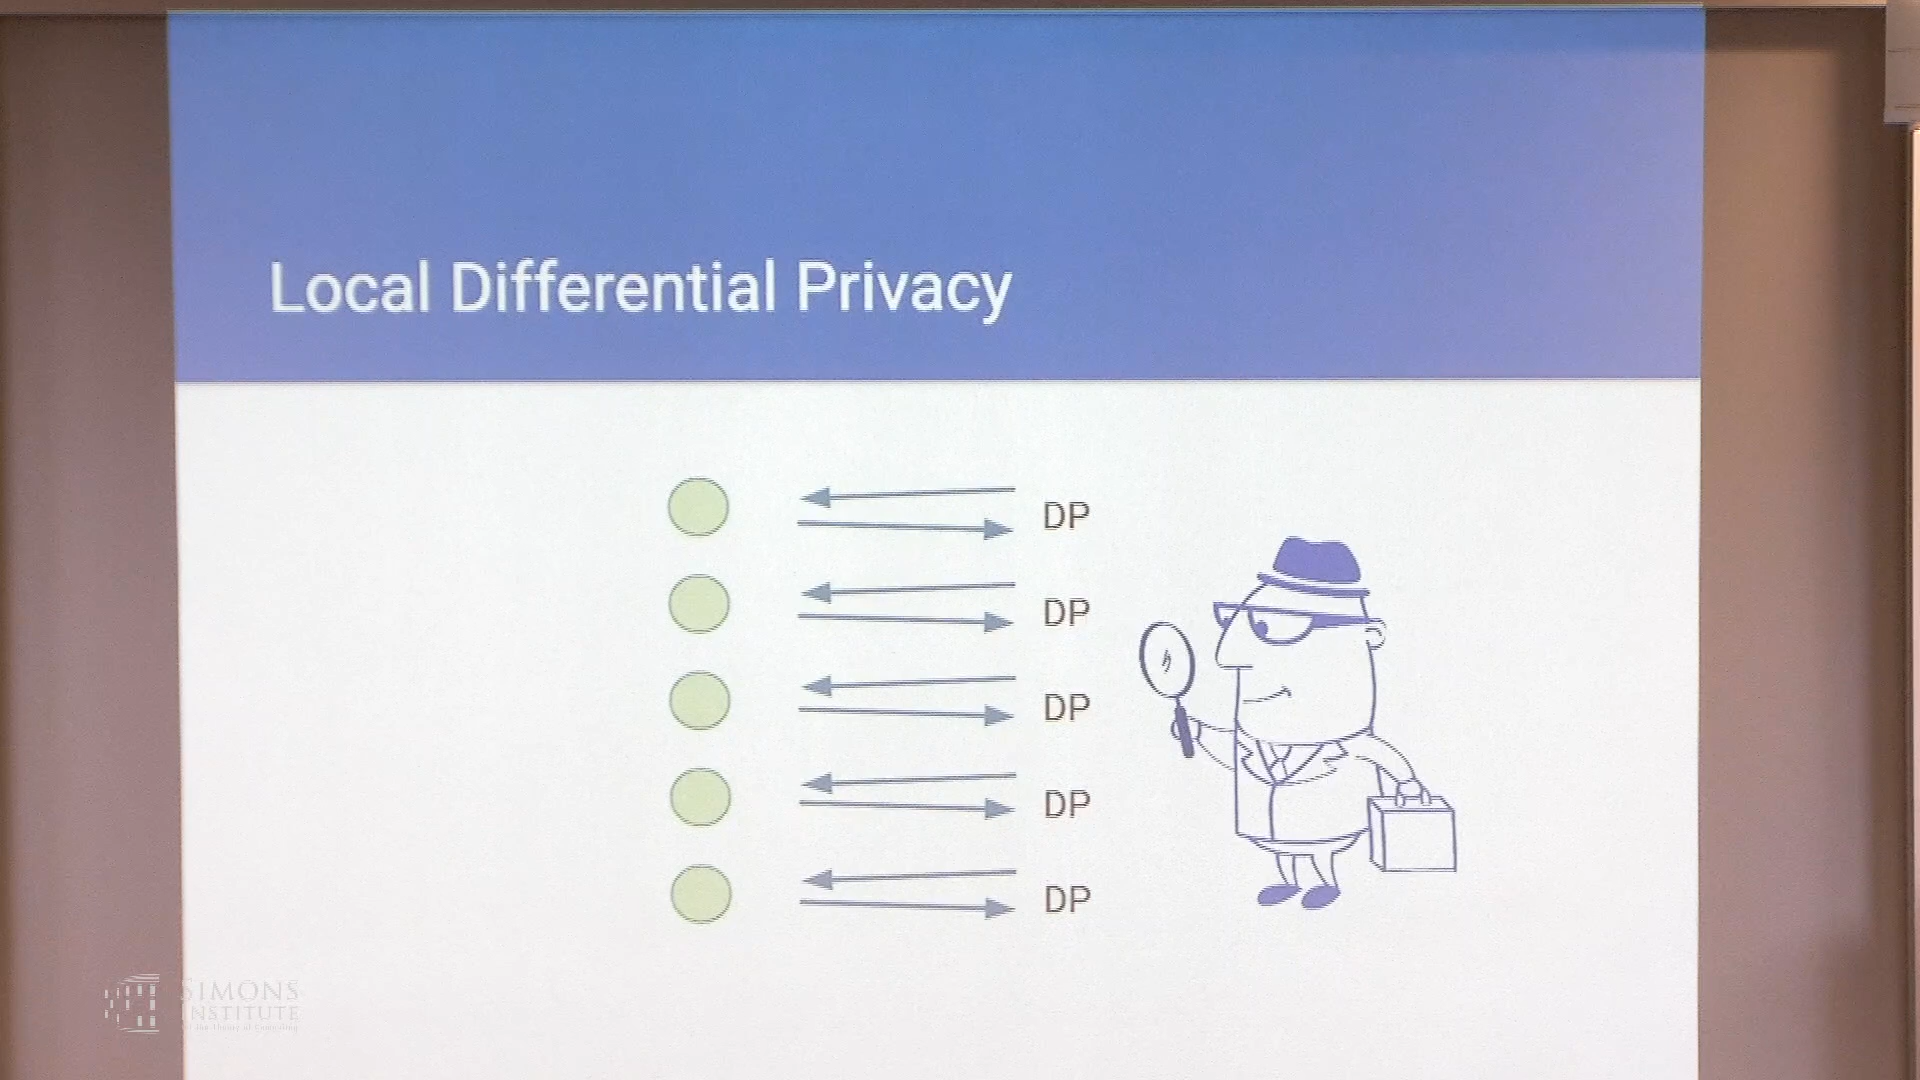 Local Differential Privacy
DP
DP
DP
DP
DP
SIMONS
INSTITUTE